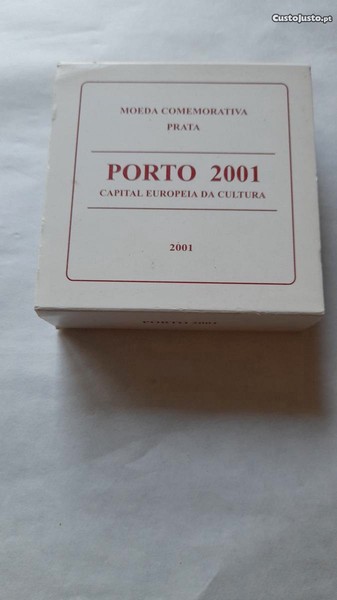 CustoJusto.pt
MOEDA COMEMORATIVA
PRATA
PORTO 2001
CAPITAL EUROPEIA DA CULTURA
2001
PORTO 2001